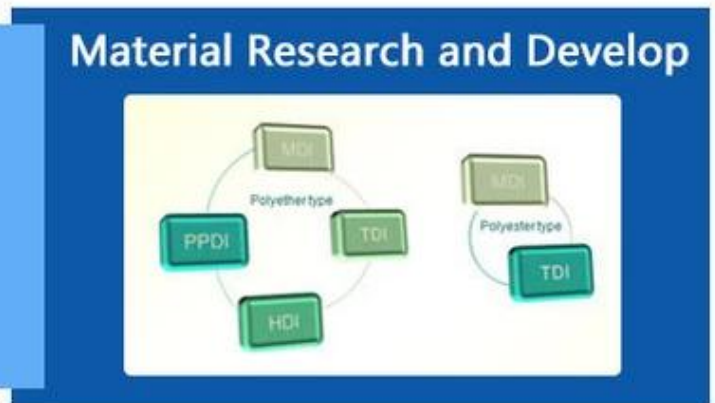 Material Research and Develop
MDI
Polyether type
PPDI
TDI
HDI
MDI
Polyester type
TDI